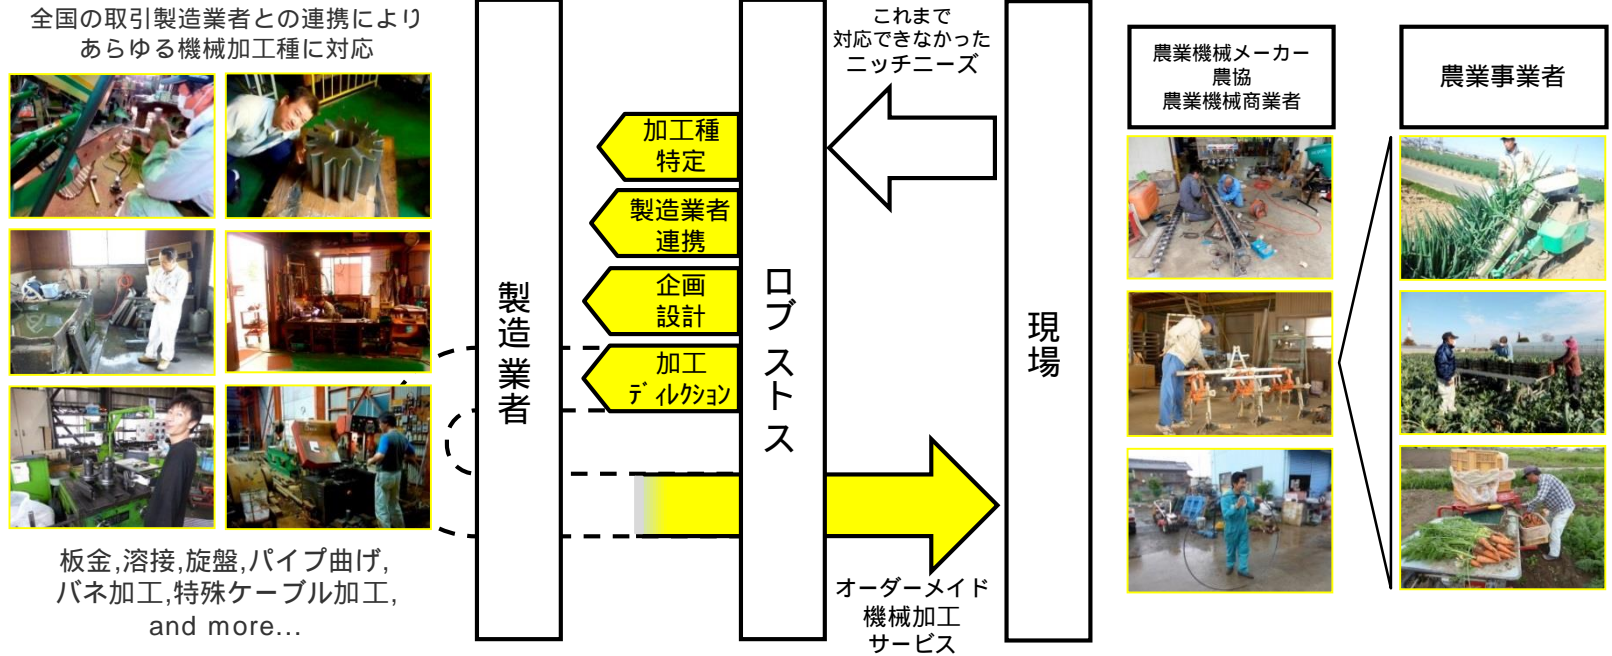 全国の取引製造業者との連携により
あらゆる機械加工種に対応
板金,溶接,旋盤,パイプ曲げ,
バネ加工,特殊ケーブル加工,
and more...
製造業者
加工種
特定
製造業者
連携
企画
設計
加工
ディレクション
ロブストス
これまで
対応できなかった
ニッチニーズ
オーダーメイド
機械加工
サービス
現場
農業機械メーカー
農協
農業機械商業者
農業事業者